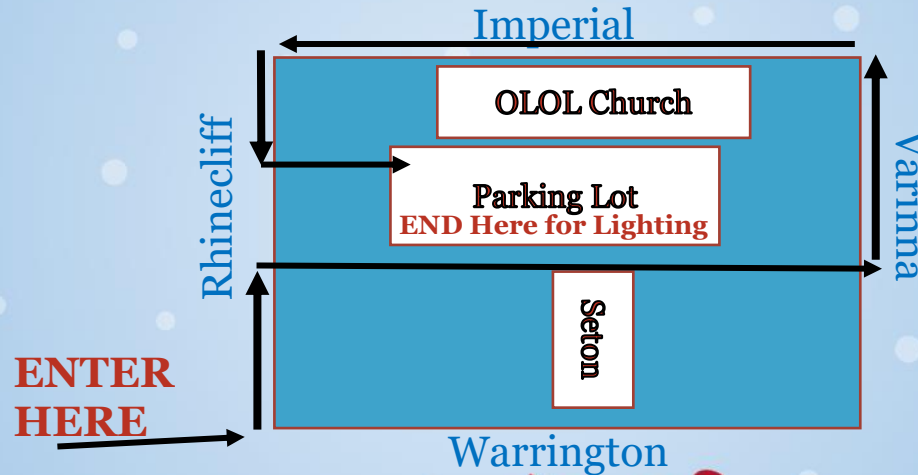 Imperial
OLOL Church
Rhinecliff
Varinna
Parking Lot
END Here for Lighting
Seton
ENTER
HERE
Warrington